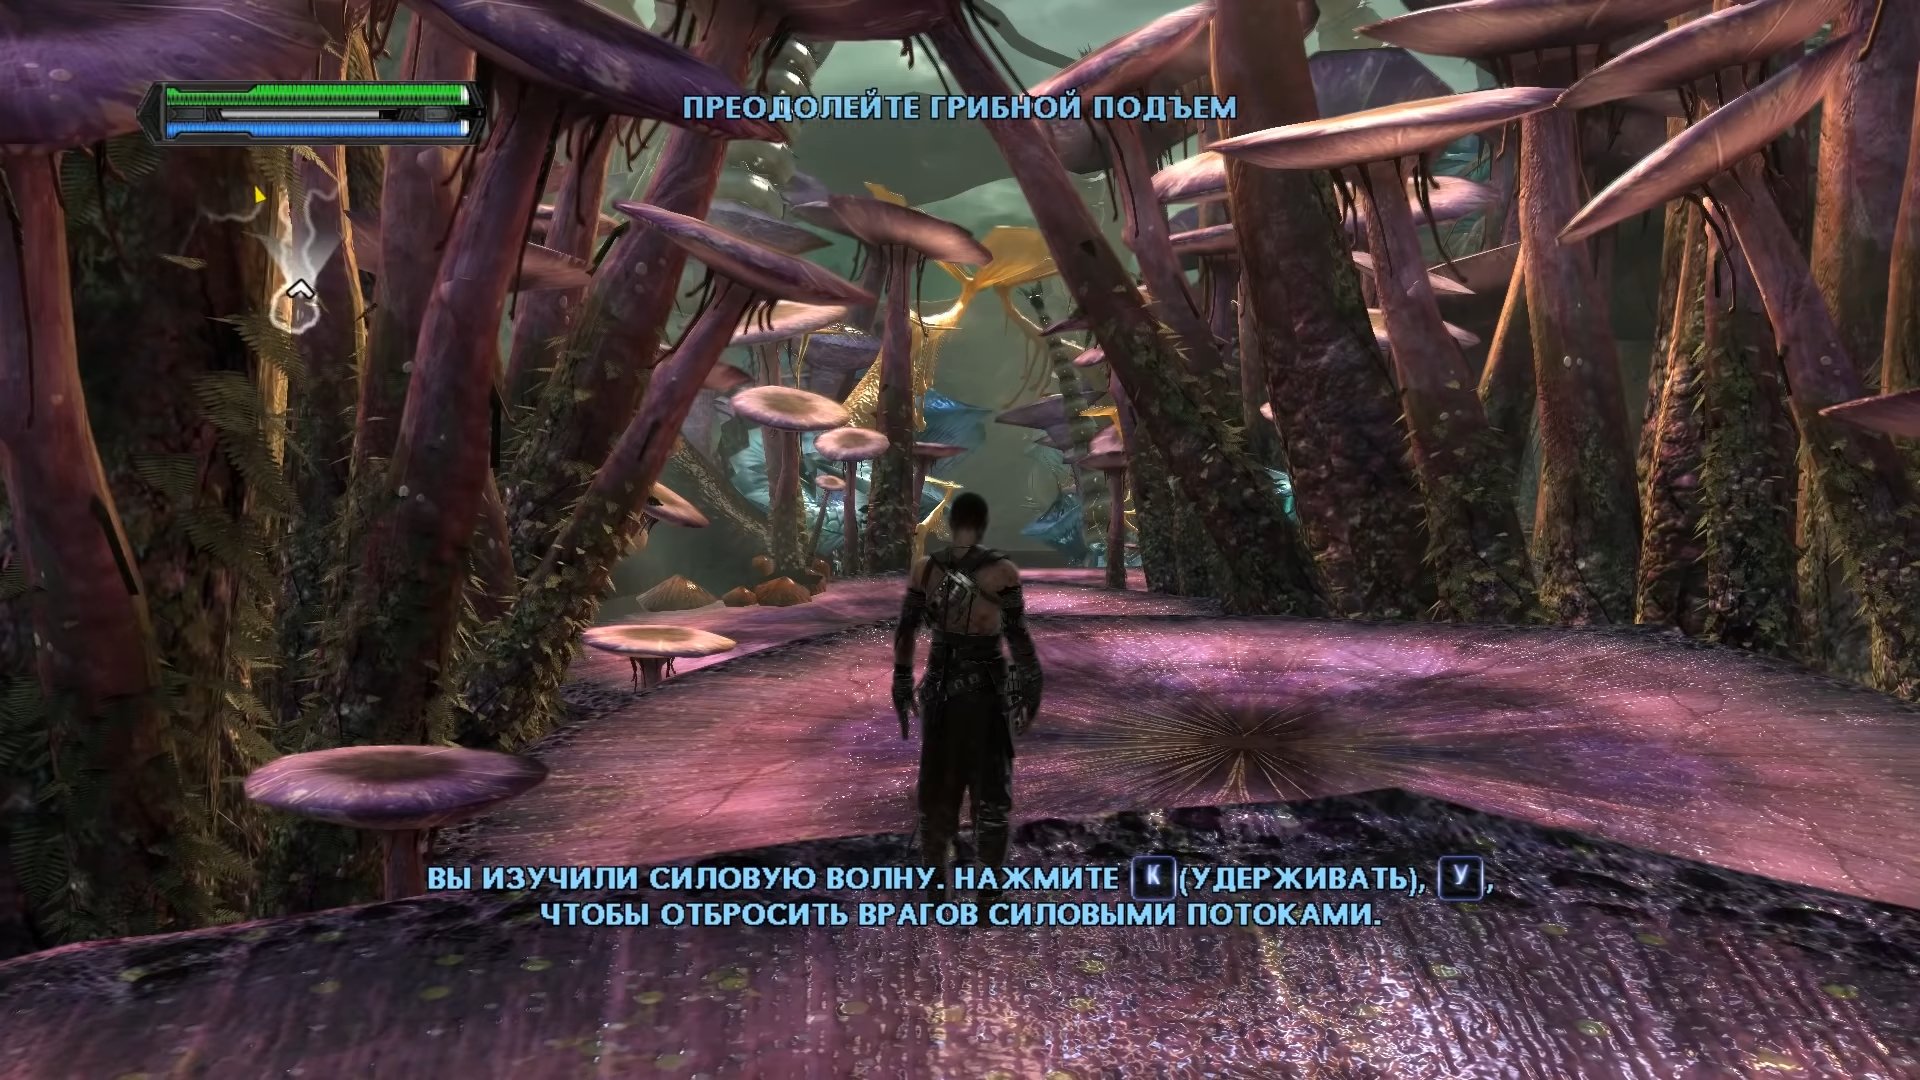 ПРЕОДОЛЕЙТЕ ГРИБНОЙ ПОДЪЕМ
ВЫ ИЗУЧИЛИ СИЛОВУЮ ВОЛНУ. НАЖМИТЕ К (УДЕРЖИВАТЬ), У,
ЧТОБЫ ОТБРОСИТЬ ВРАГОВ СИЛОВЫМИ ПОТОКАМИ.